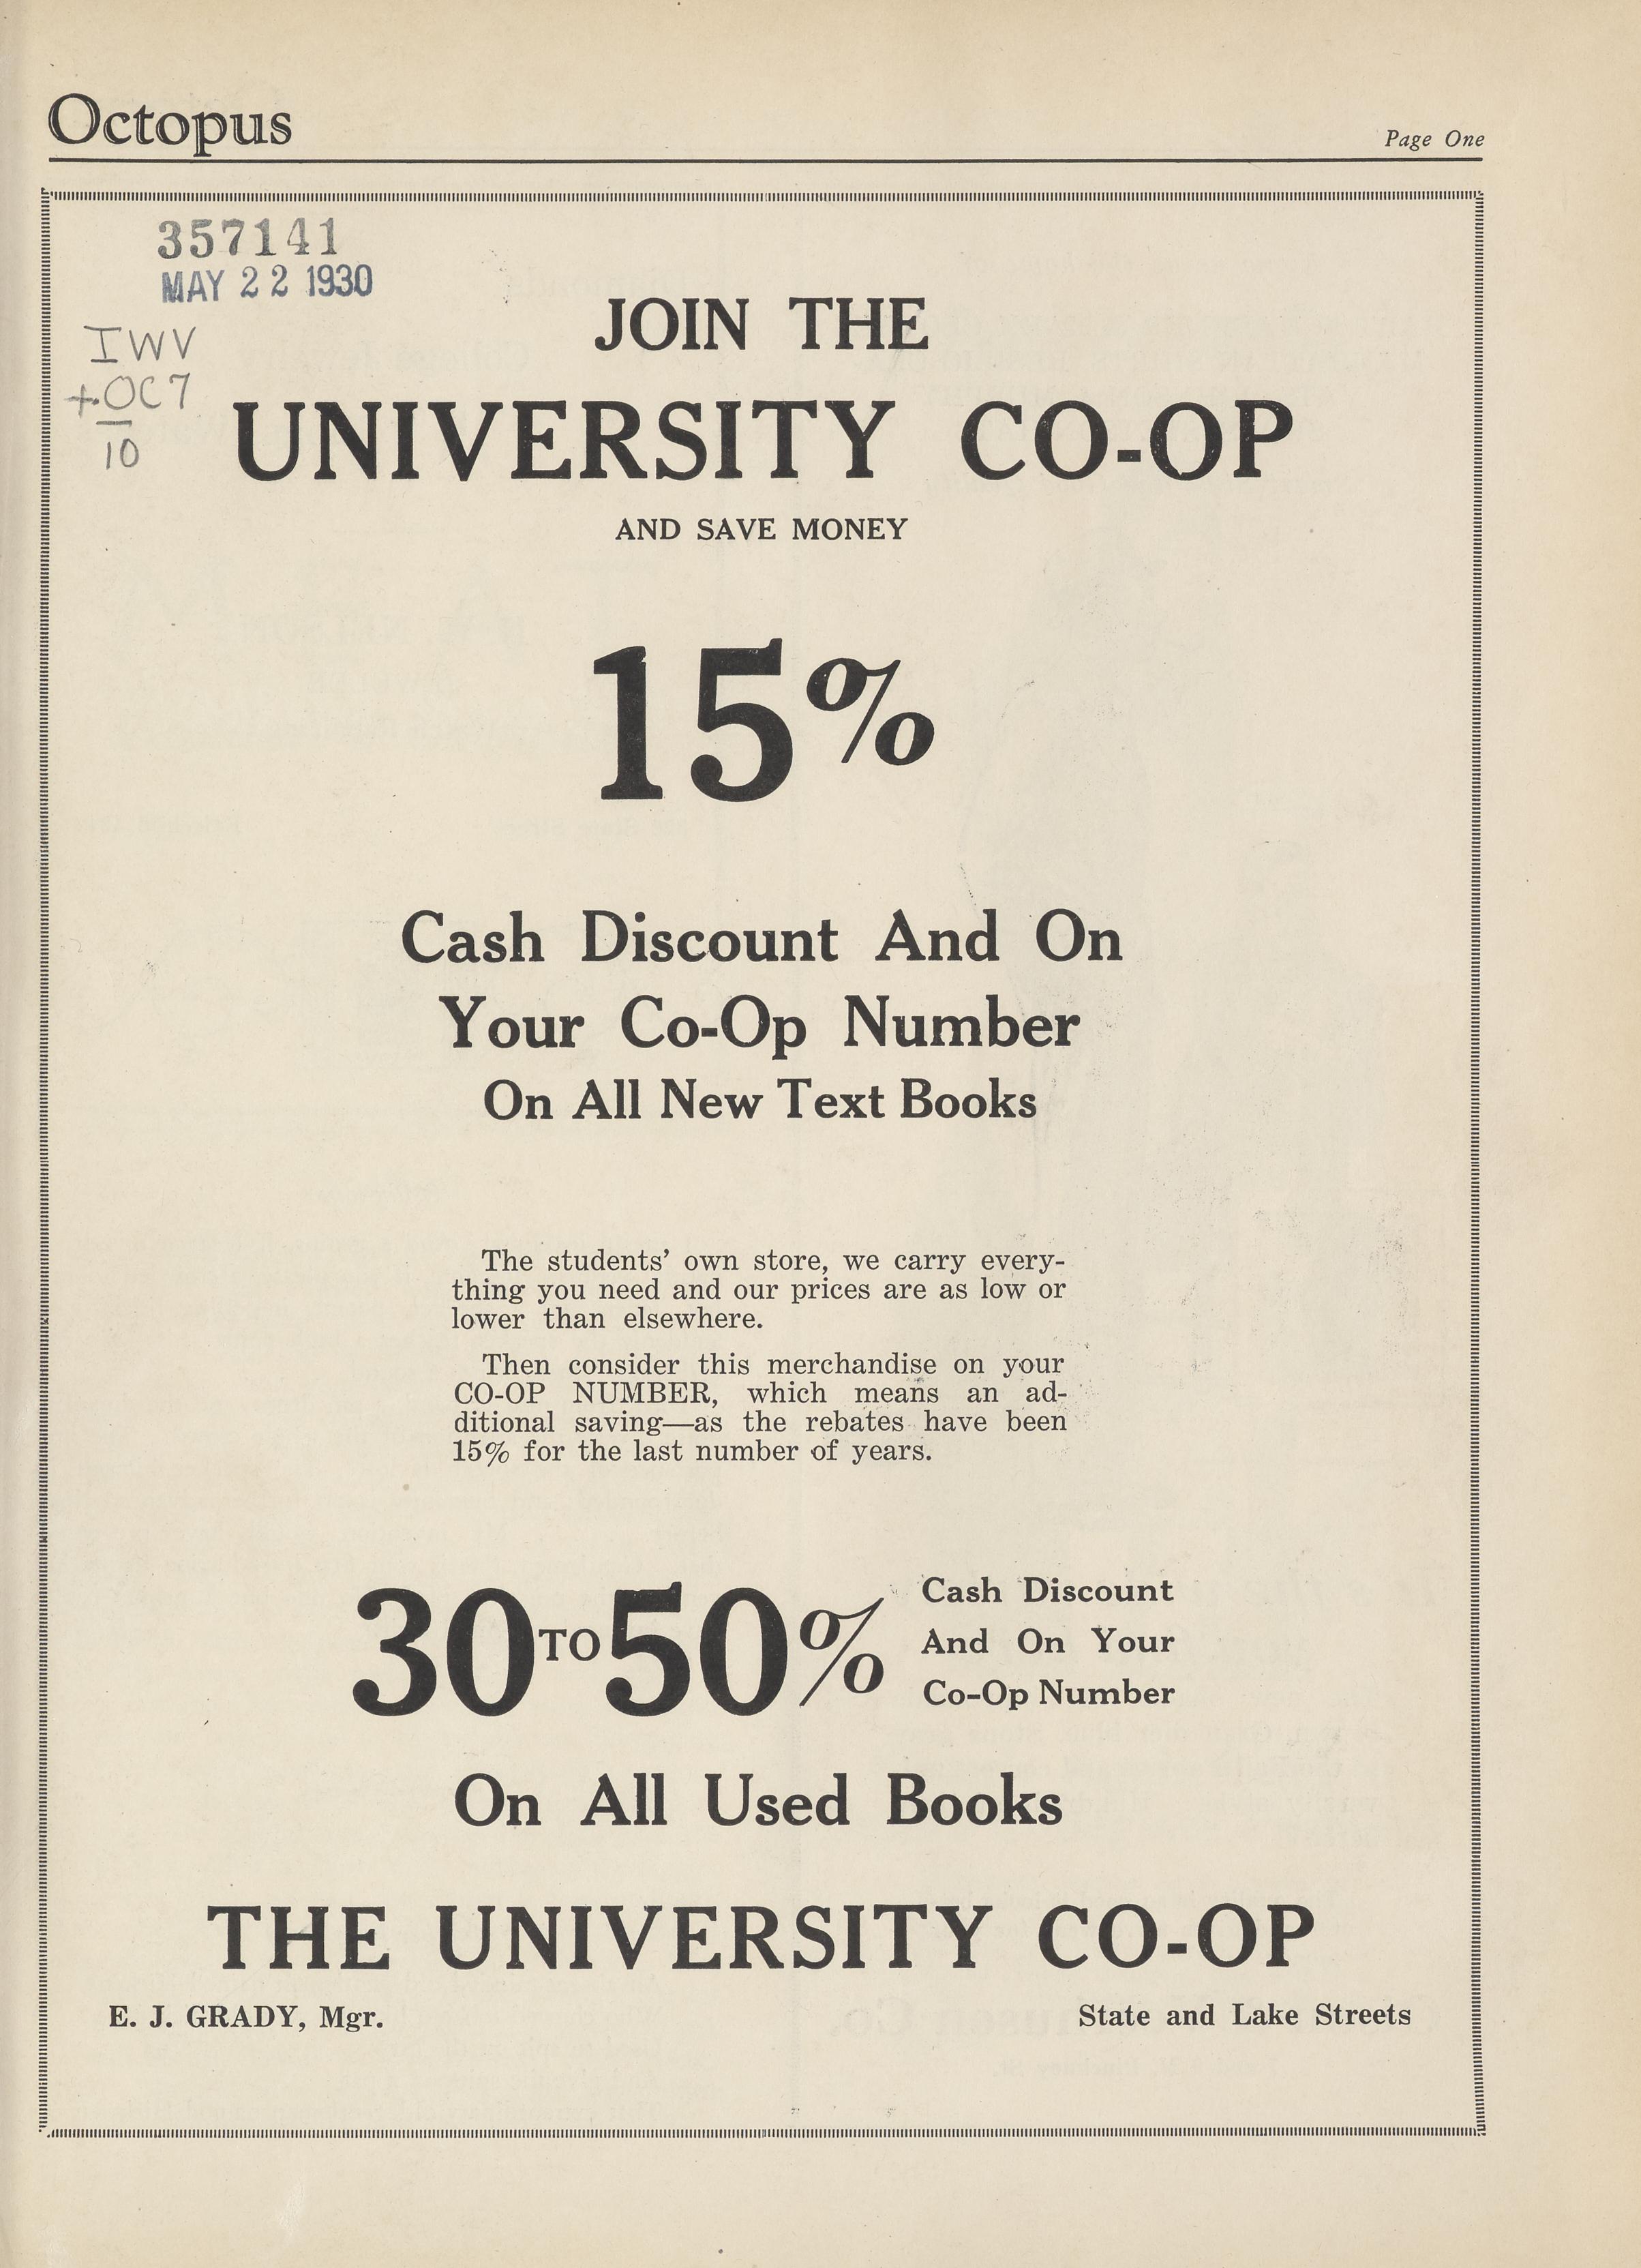 Octopus
Page One
357141
MAY 22 1930
IWV
+.OC7
10
JOIN THE
UNIVERSITY CO-OP
AND SAVE MONEY
15%
Cash Discount And On
Your Co-Op Number
On All New Text Books
The students' own store, we carry every-
thing you need and our prices are as low or
lower than elsewhere.
Then consider this merchandise on your
CO-OP NUMBER, which means an ad-
ditional saving—as the rebates have been
15% for the last number of years.
30 TO 50%
Cash Discount
And On Your
Co-Op Number
On All Used Books
THE UNIVERSITY CO-OP
E. J. GRADY, Mgr.
State and Lake Streets